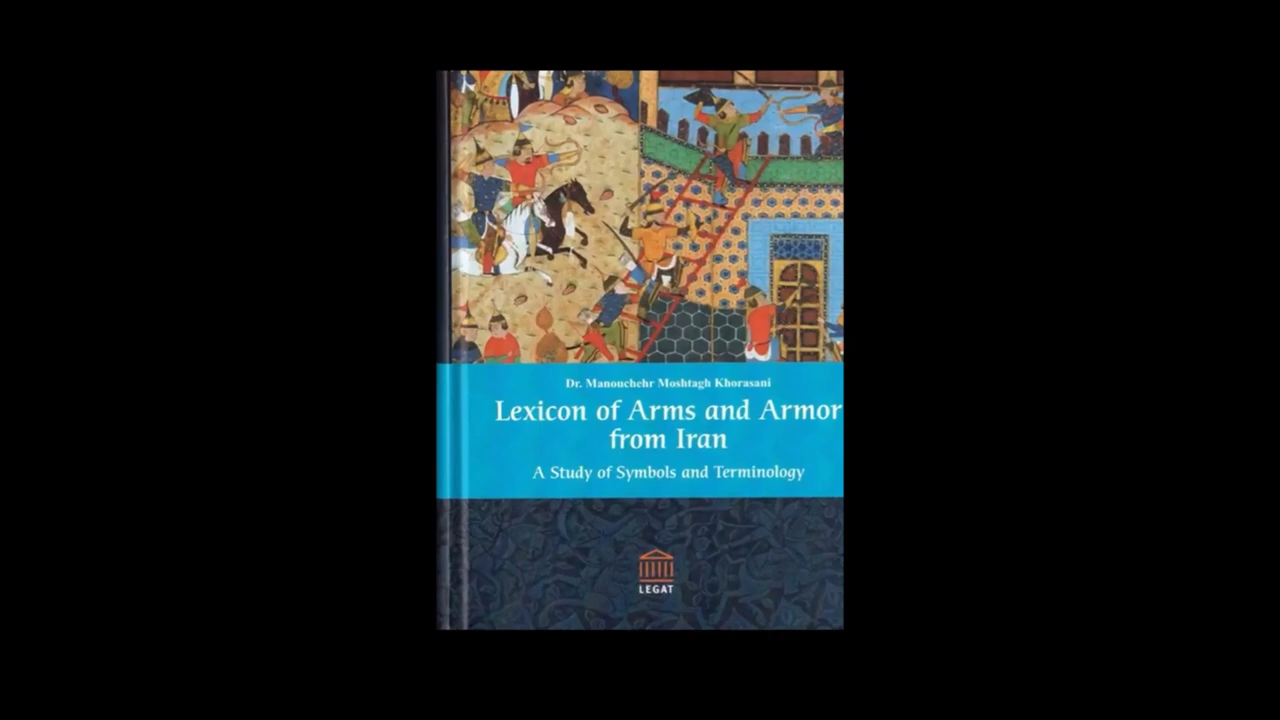 Dr. Manouchehr Moshtagh Khorasani
Lexicon of Arms and Armor
from Iran
A Study of Symbols and Terminology
LEGAT